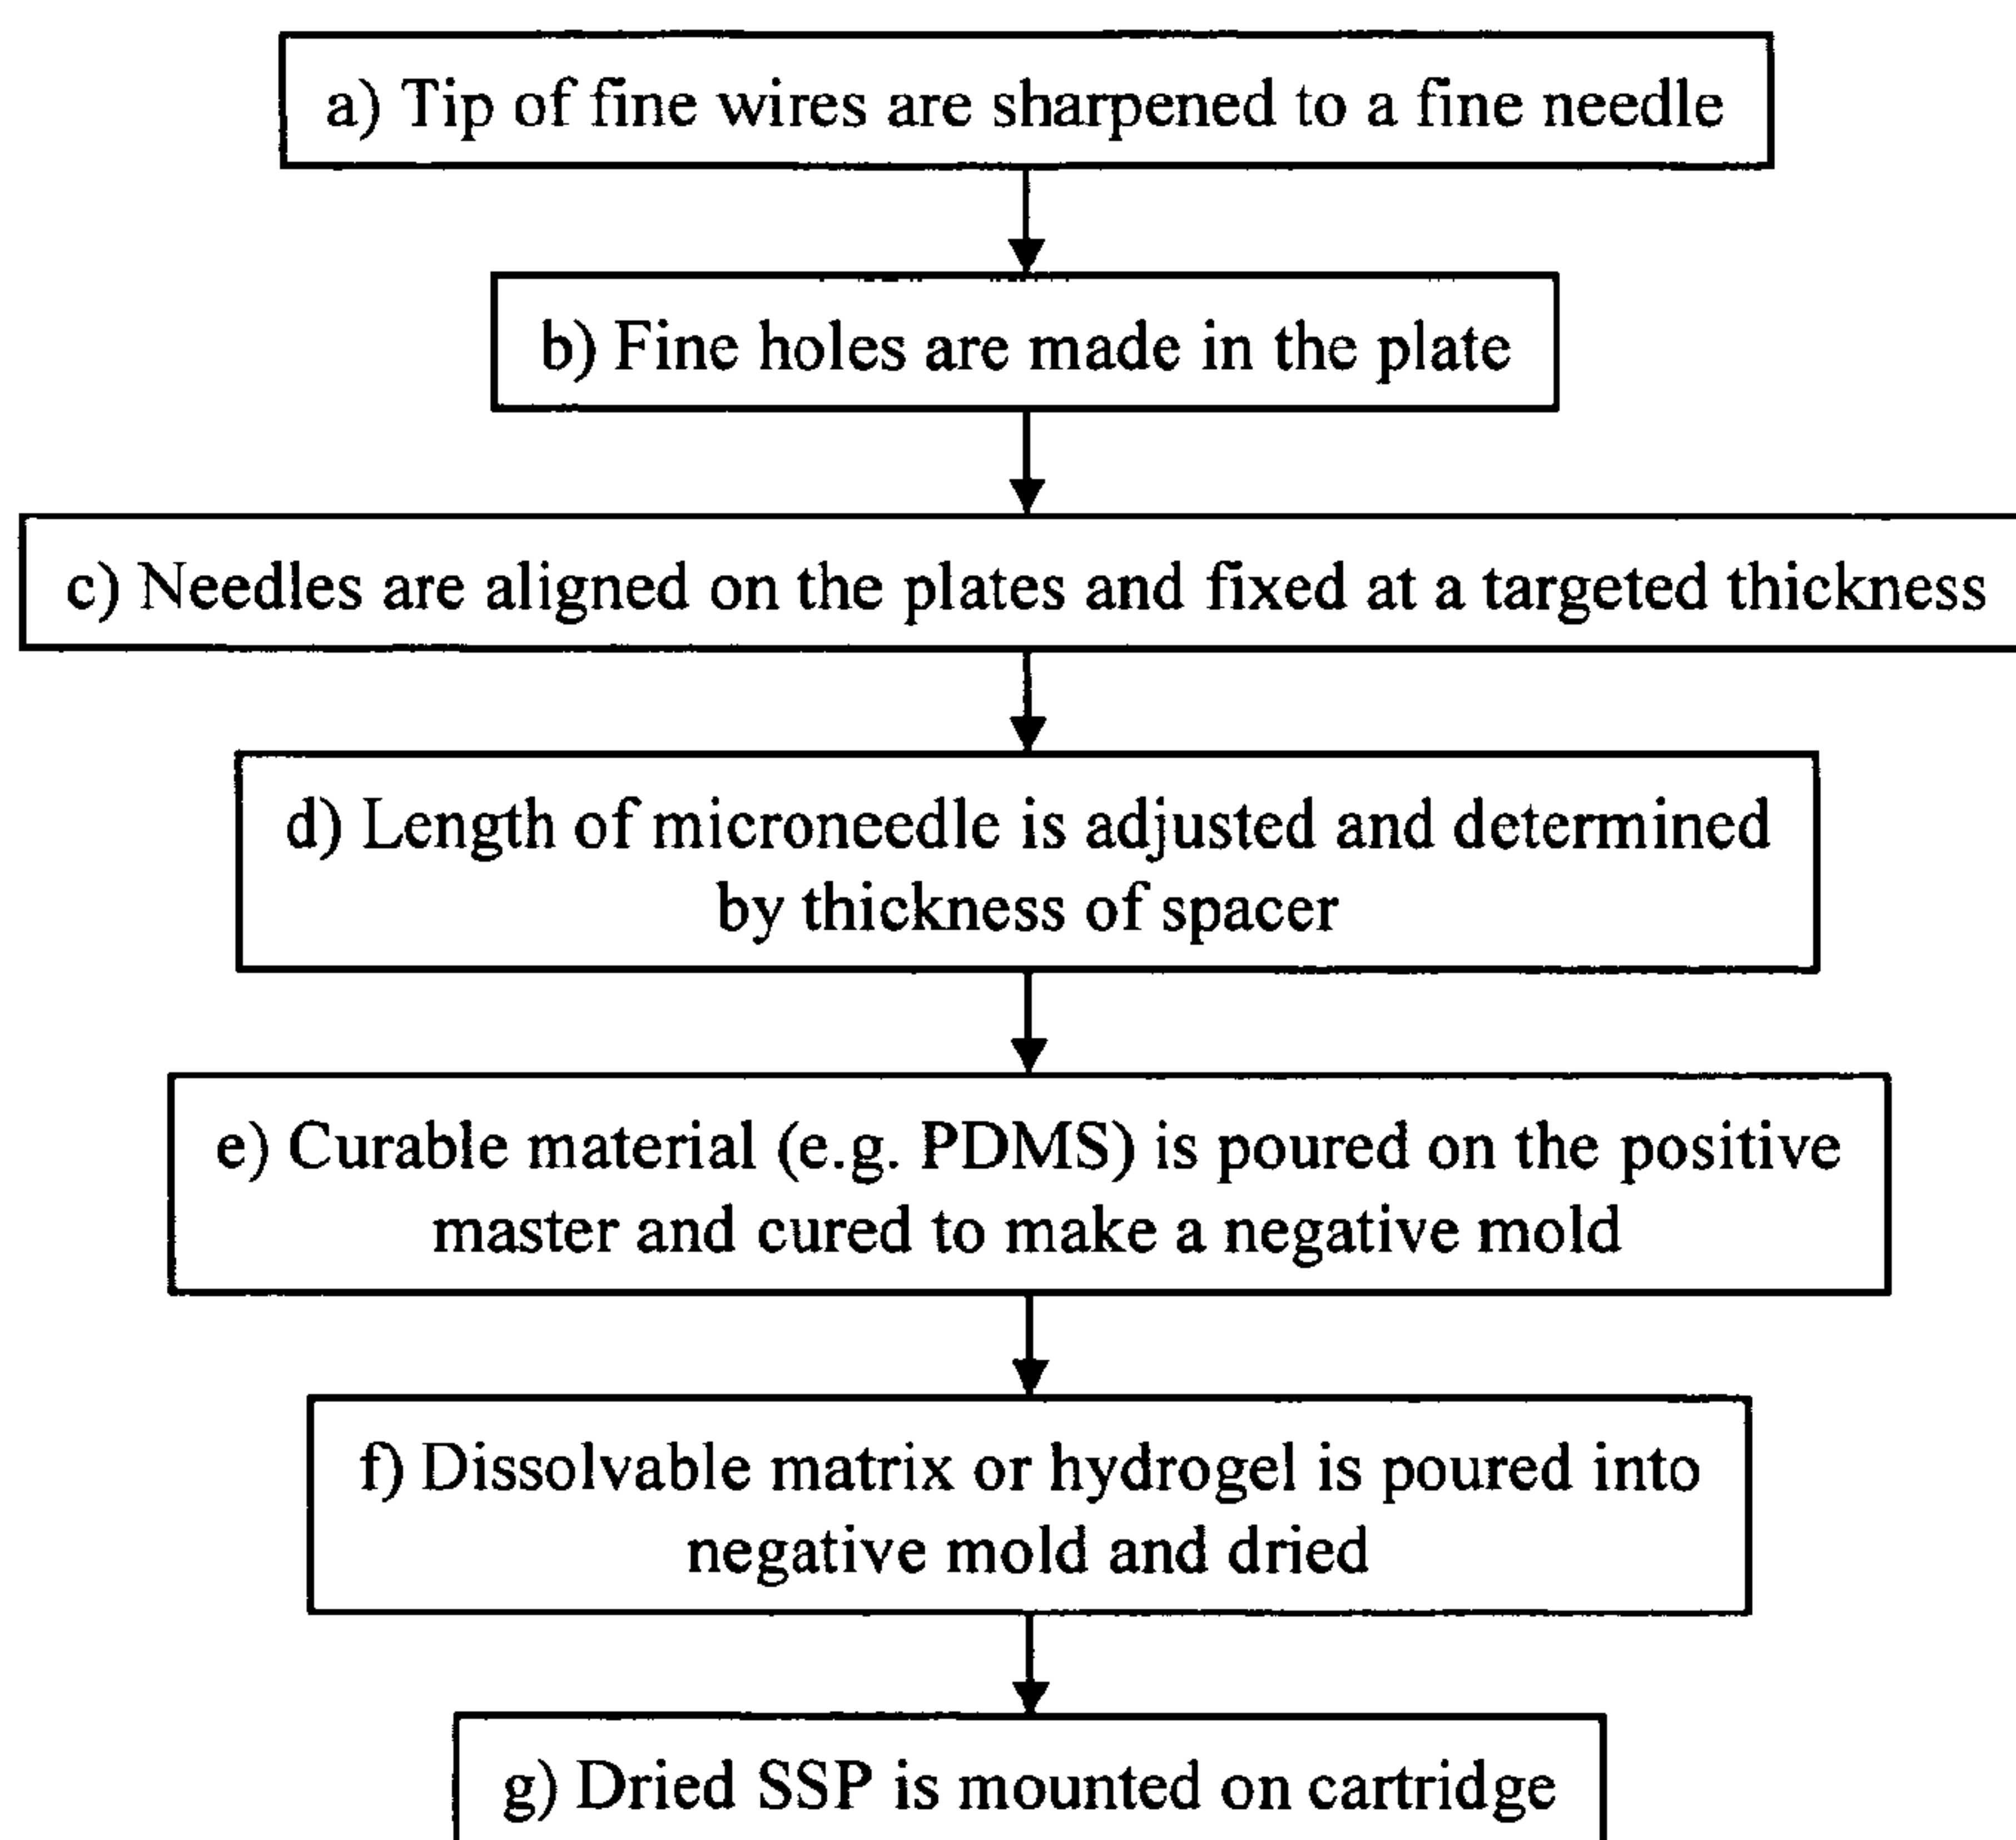 a) Tip of fine wires are sharpened to a fine needle
b) Fine holes are made in the plate
c) Needles are aligned on the plates and fixed at a targeted thickness
d) Length of microneedle is adjusted and determined
by thickness of spacer
e) Curable material (e.g. PDMS) is poured on the positive
master and cured to make a negative mold
f) Dissolvable matrix or hydrogel is poured into
negative mold and dried
g) Dried SSP is mounted on cartridge